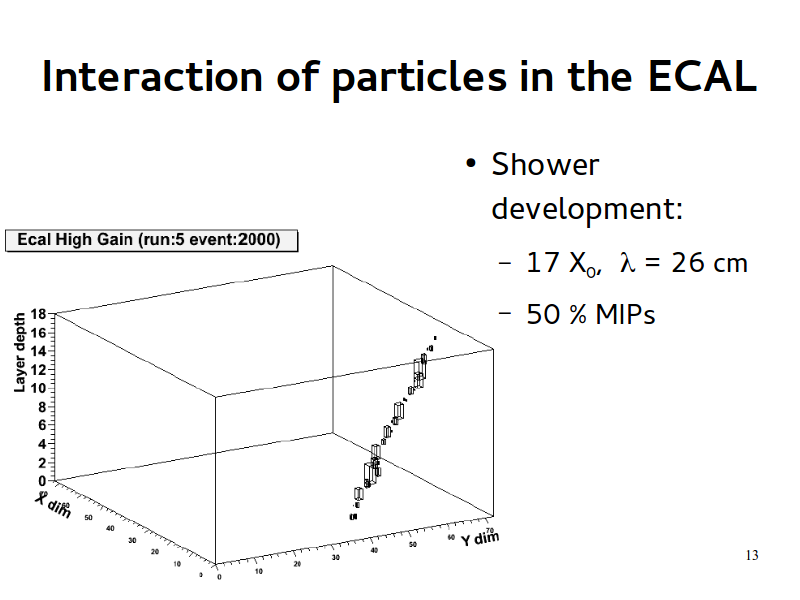 Interaction of particles in the ECAL
• Shower
development:
– 17 X₀, λ = 26 cm
– 50 % MIPs
Ecal High Gain (run:5 event:2000)
Layer depth
18
16
14
12
10
8
6
4
2
0
X dim
60
50
40
30
20
10
0
0
10
20
30
40
50
60
70
Y dim
13